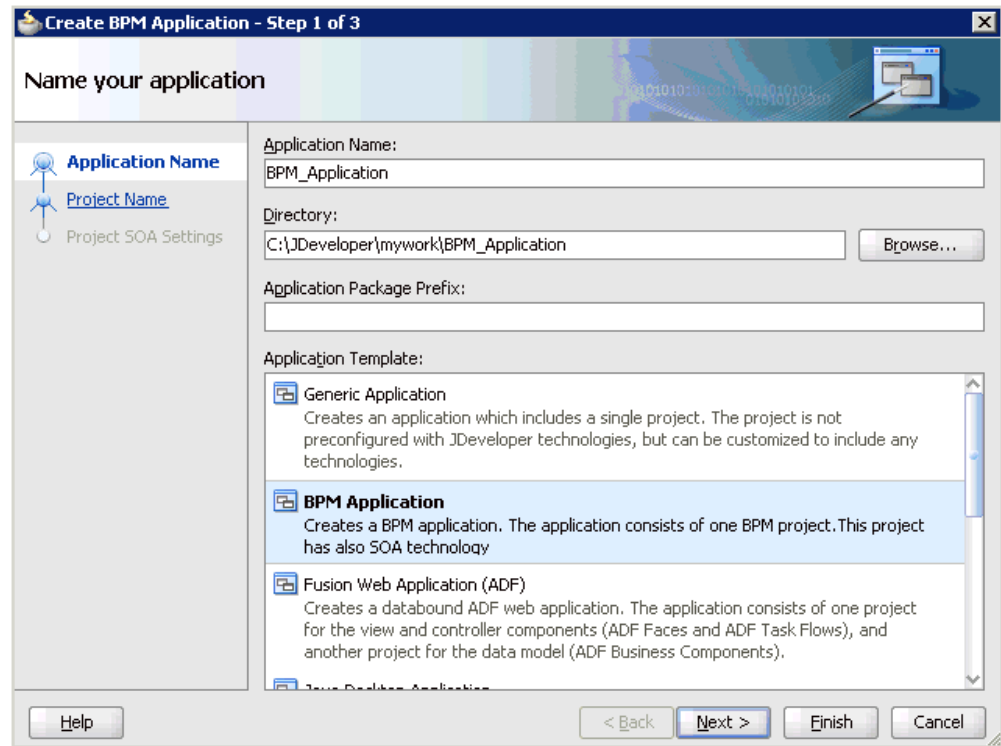 Create BPM Application - Step 1 of 3
Name your application
Application Name
Project Name
Project SOA Settings
Application Name:
BPM_Application
Directory:
C:\JDeveloper\mywork\BPM_Application
Browse...
Application Package Prefix:
Application Template:
Generic Application
Creates an application which includes a single project. The project is not
preconfigured with JDeveloper technologies, but can be customized to include any
technologies.
BPM Application
Creates a BPM application. The application consists of one BPM project.This project
has also SOA technology
Fusion Web Application (ADF)
Creates a databound ADF web application. The application consists of one project
for the view and controller components (ADF Faces and ADF Task Flows), and
another project for the data model (ADF Business Components).
Java Desktop Application
Help
< Back
Next >
Finish
Cancel